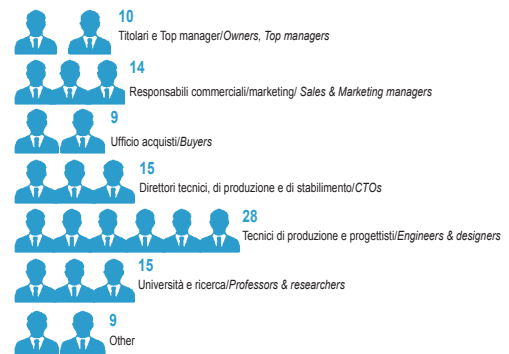 10
Titolari e Top manager/Owners, Top managers
14
Responsabili commerciali/marketing/ Sales & Marketing managers
9
Ufficio acquisti/Buyers
15
Direttori tecnici, di produzione e di stabilimento/CTOs
28
Tecnici di produzione e progettisti/Engineers & designers
15
Università e ricerca/Professors & researchers
9
Other